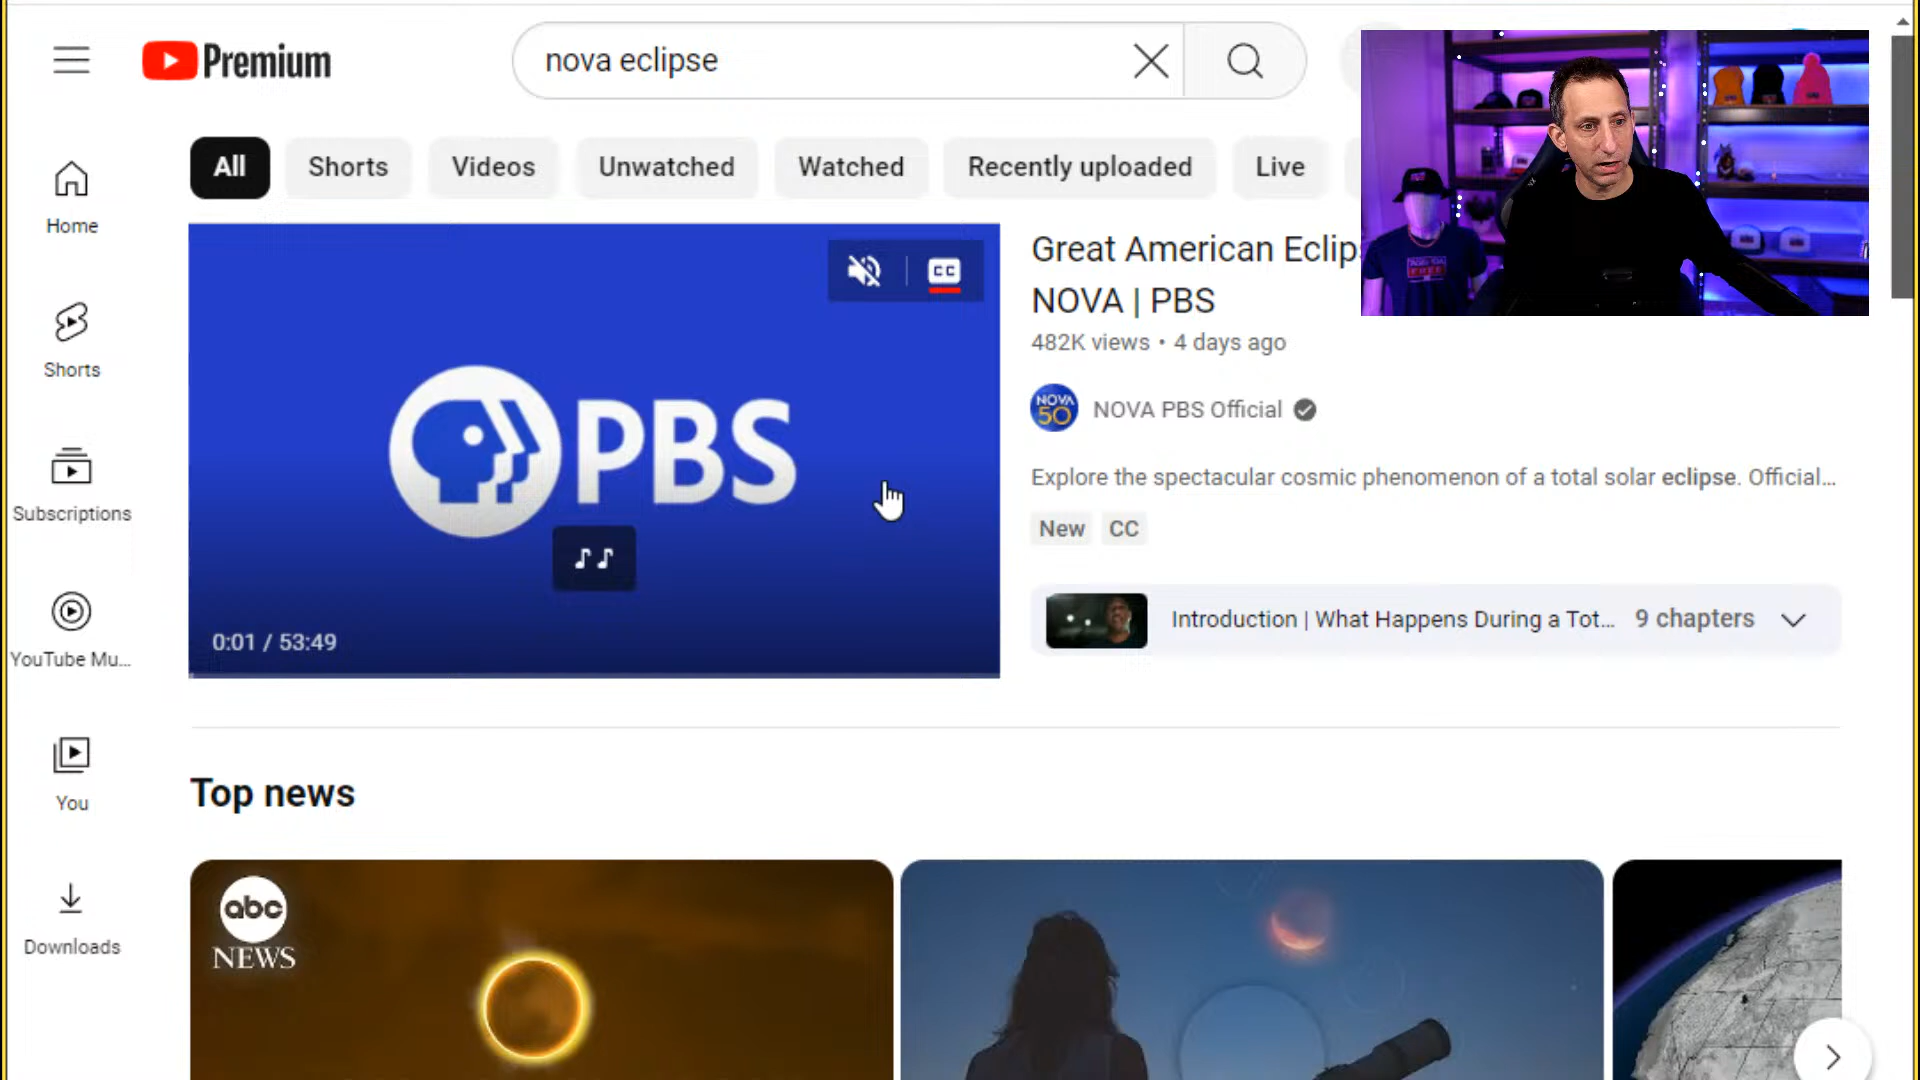 Premium
nova eclipse
All
Shorts
Videos
Unwatched
Watched
Recently uploaded
Live
Home
Shorts
Subscriptions
YouTube Mu...
You
Downloads
CC
PBS
0:01 / 53:49
Great American Eclip
NOVA | PBS
482K views • 4 days ago
NOVA
50
NOVA PBS Official
Explore the spectacular cosmic phenomenon of a total solar eclipse. Official...
New
CC
Introduction | What Happens During a Tot...
9 chapters
Top news
abc
NEWS